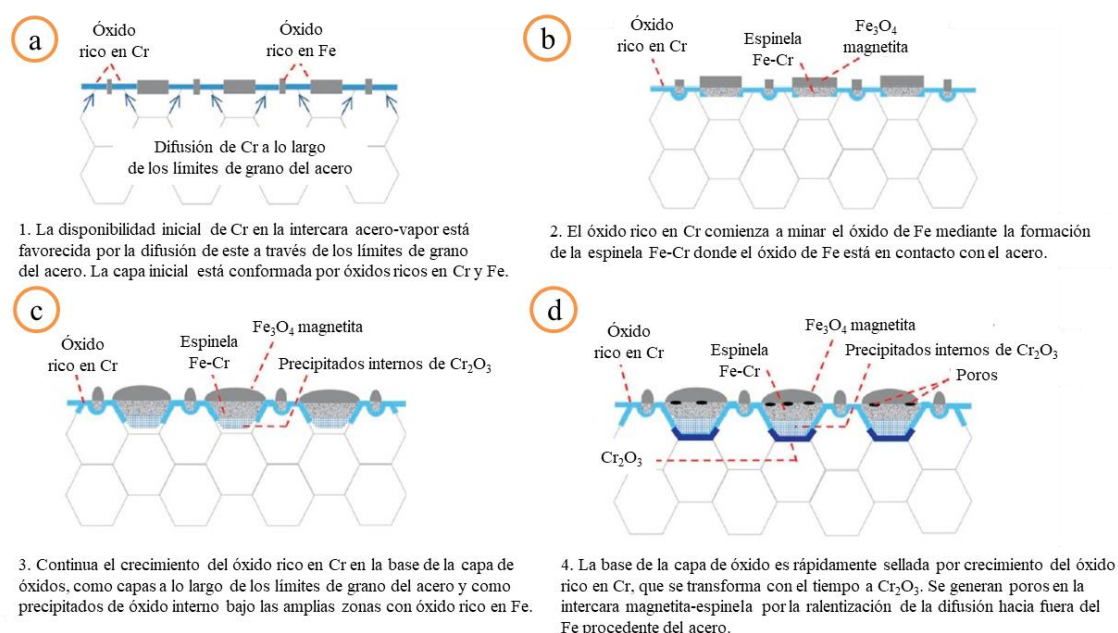 a
Óxido
rico en Cr
Óxido
rico en Fe
Difusión de Cr a lo largo
de los límites de grano del acero
1. La disponibilidad inicial de Cr en la intercara acero-vapor está
favorecida por la difusión de este a través de los límites de grano
del acero. La capa inicial está conformada por óxidos ricos en Cr y Fe.
b
Óxido
rico en Cr
Espinela
Fe-Cr
Fe₃O₄
magnetita
2. El óxido rico en Cr comienza a minar el óxido de Fe mediante la formación
de la espinela Fe-Cr donde el óxido de Fe está en contacto con el acero.
c
Óxido
rico en Cr
Espinela
Fe-Cr
Fe₃O₄ magnetita
Precipitados internos de Cr₂O₃
3. Continua el crecimiento del óxido rico en Cr en la base de la capa de
óxidos, como capas a lo largo de los límites de grano del acero y como
precipitados de óxido interno bajo las amplias zonas con óxido rico en Fe.
d
Óxido
rico en Cr
Espinela
Fe-Cr
Fe₃O₄ magnetita
Precipitados internos de Cr₂O₃
Poros
Cr₂O₃
4. La base de la capa de óxido es rápidamente sellada por crecimiento del óxido
rico en Cr, que se transforma con el tiempo a Cr₂O₃. Se generan poros en la
intercara magnetita-espinela por la ralentización de la difusión hacia fuera del
Fe procedente del acero.